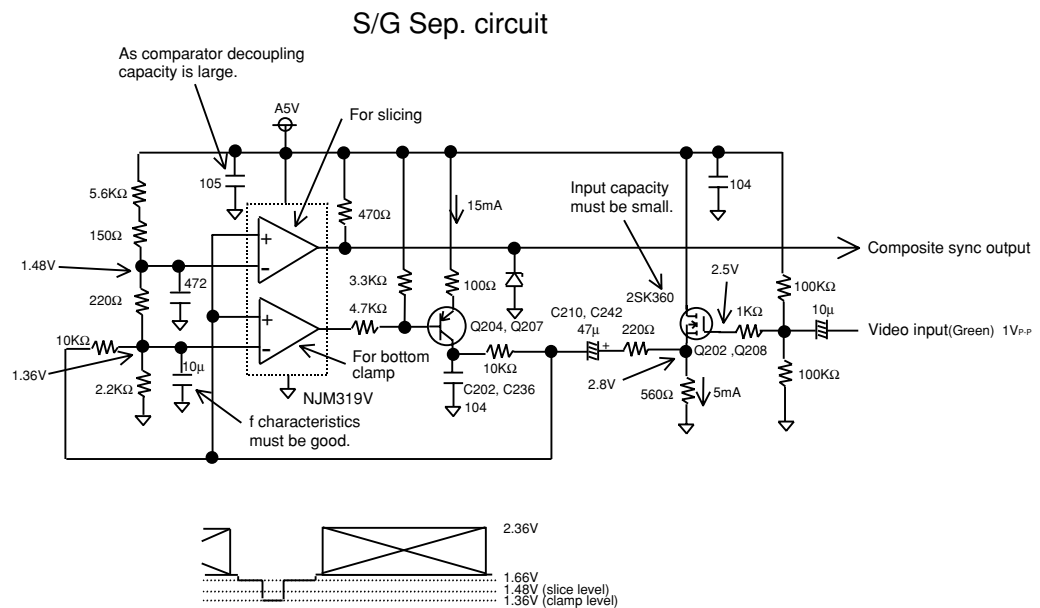 S/G Sep. circuit
As comparator decoupling
capacity is large.
A5V
For slicing
105
104
5.6KΩ
470Ω
15mA
Input capacity
must be small.
150Ω
Composite sync output
1.48V
472
3.3KΩ
100Ω
2.5V
2SK360
100KΩ
220Ω
4.7KΩ
Q204, Q207
C210, C242
47µ
+
220Ω
1KΩ
10µ
Video input(Green) 1VP-P
10KΩ
Q202 ,Q208
1.36V
10µ
For bottom
clamp
10KΩ
2.8V
100KΩ
2.2KΩ
NJM319V
C202, C236
104
560Ω
5mA
f characteristics
must be good.
+
-
+
-
2.36V
1.66V
1.48V (slice level)
1.36V (clamp level)